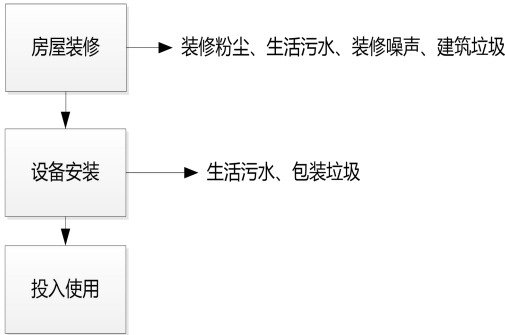 房屋装修
装修粉尘、生活污水、装修噪声、建筑垃圾
设备安装
生活污水、包装垃圾
投入使用